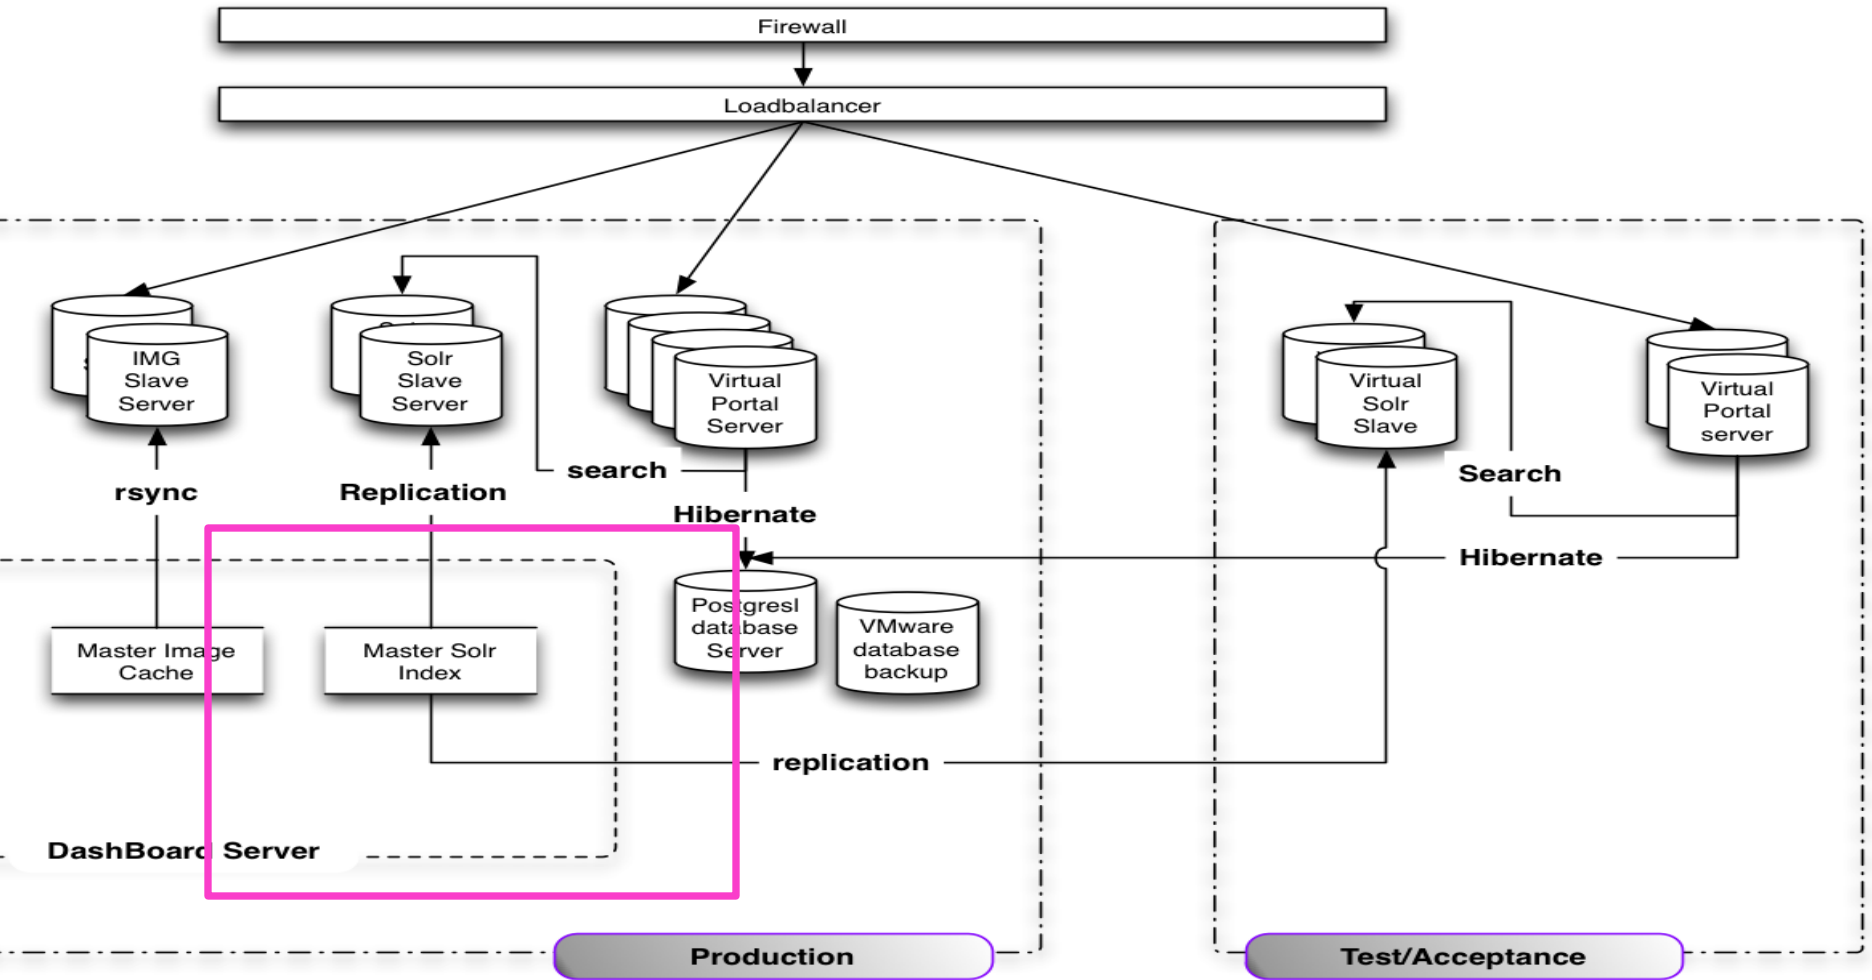 Firewall
Loadbalancer
IMG
Slave
Server
Solr
Slave
Server
Virtual
Portal
Server
Virtual
Solr
Slave
Virtual
Portal
server
search
Search
rsync
Replication
Hibernate
Hibernate
Master Image
Cache
Master Solr
Index
Postgresl
database
Server
VMware
database
backup
replication
DashBoard Server
Production
Test/Acceptance